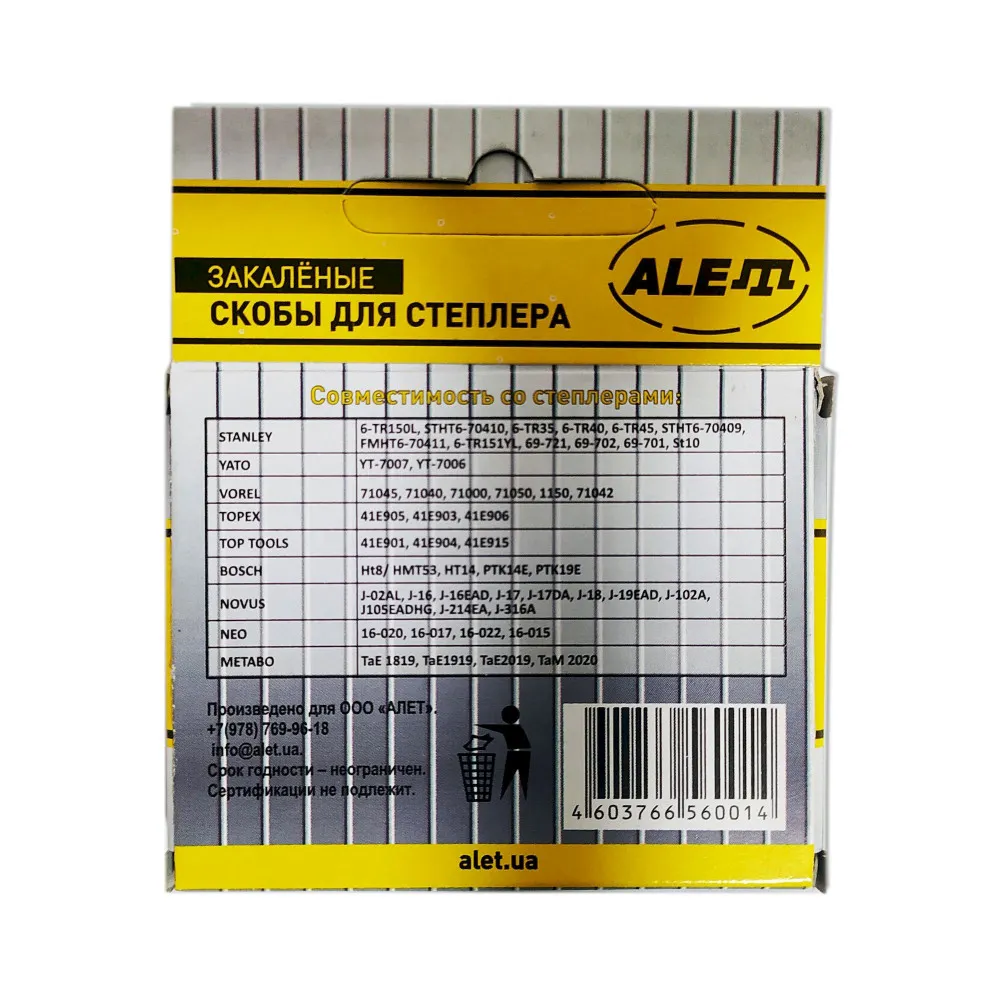 ЗАКАЛЁНЫЕ
СКОБЫ ДЛЯ СТЕПЛЕРА
ALEт
Совместимость со степлерами:
STANLEY 6-TR150L, STHT6-70410, 6-TR35, 6-TR40, 6-TR45, STHT6-70409,
FMHT6-70411, 6-TR151YL, 69-721, 69-702, 69-701, St10
YATO YT-7007, YT-7006
VOREL 71045, 71040, 71000, 71050, 1150, 71042
TOPEX 41E905, 41E903, 41E906
TOP TOOLS 41E901, 41E904, 41E915
BOSCH Ht8/ HMT53, HT14, PTK14E, PTK19E
NOVUS J-02AL, J-16, J-16EAD, J-17, J-17DA, J-18, J-19EAD, J-102A,
J105EADHG, J-214EA, J-316A
NEO 16-020, 16-017, 16-022, 16-015
METABO TaE 1819, TaE1919, TaE2019, TaM 2020
Произведено для ООО «АЛЕТ».
+7(978) 769-96-18
info@alet.ua.
Срок годности – неограничен.
Сертификации не подлежит.
4 603766 560014
alet.ua